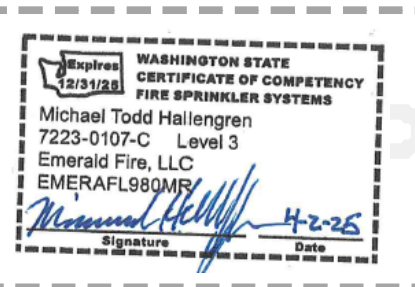 Expires
12/31/25
WASHINGTON STATE
CERTIFICATE OF COMPETENCY
FIRE SPRINKLER SYSTEMS
Michael Todd Hallengren
7223-0107-C Level 3
Emerald Fire, LLC
EMERAFL980MR
4-2-25
Signature
Date